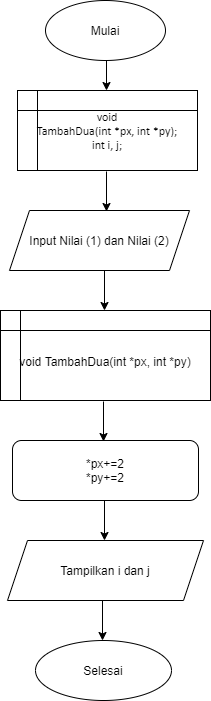 Mulai
void
TambahDua(int *px, int *py);
int i, j;
Input Nilai (1) dan Nilai (2)
void TambahDua(int *px, int *py)
*px+=2
*py+=2
Tampilkan i dan j
Selesai